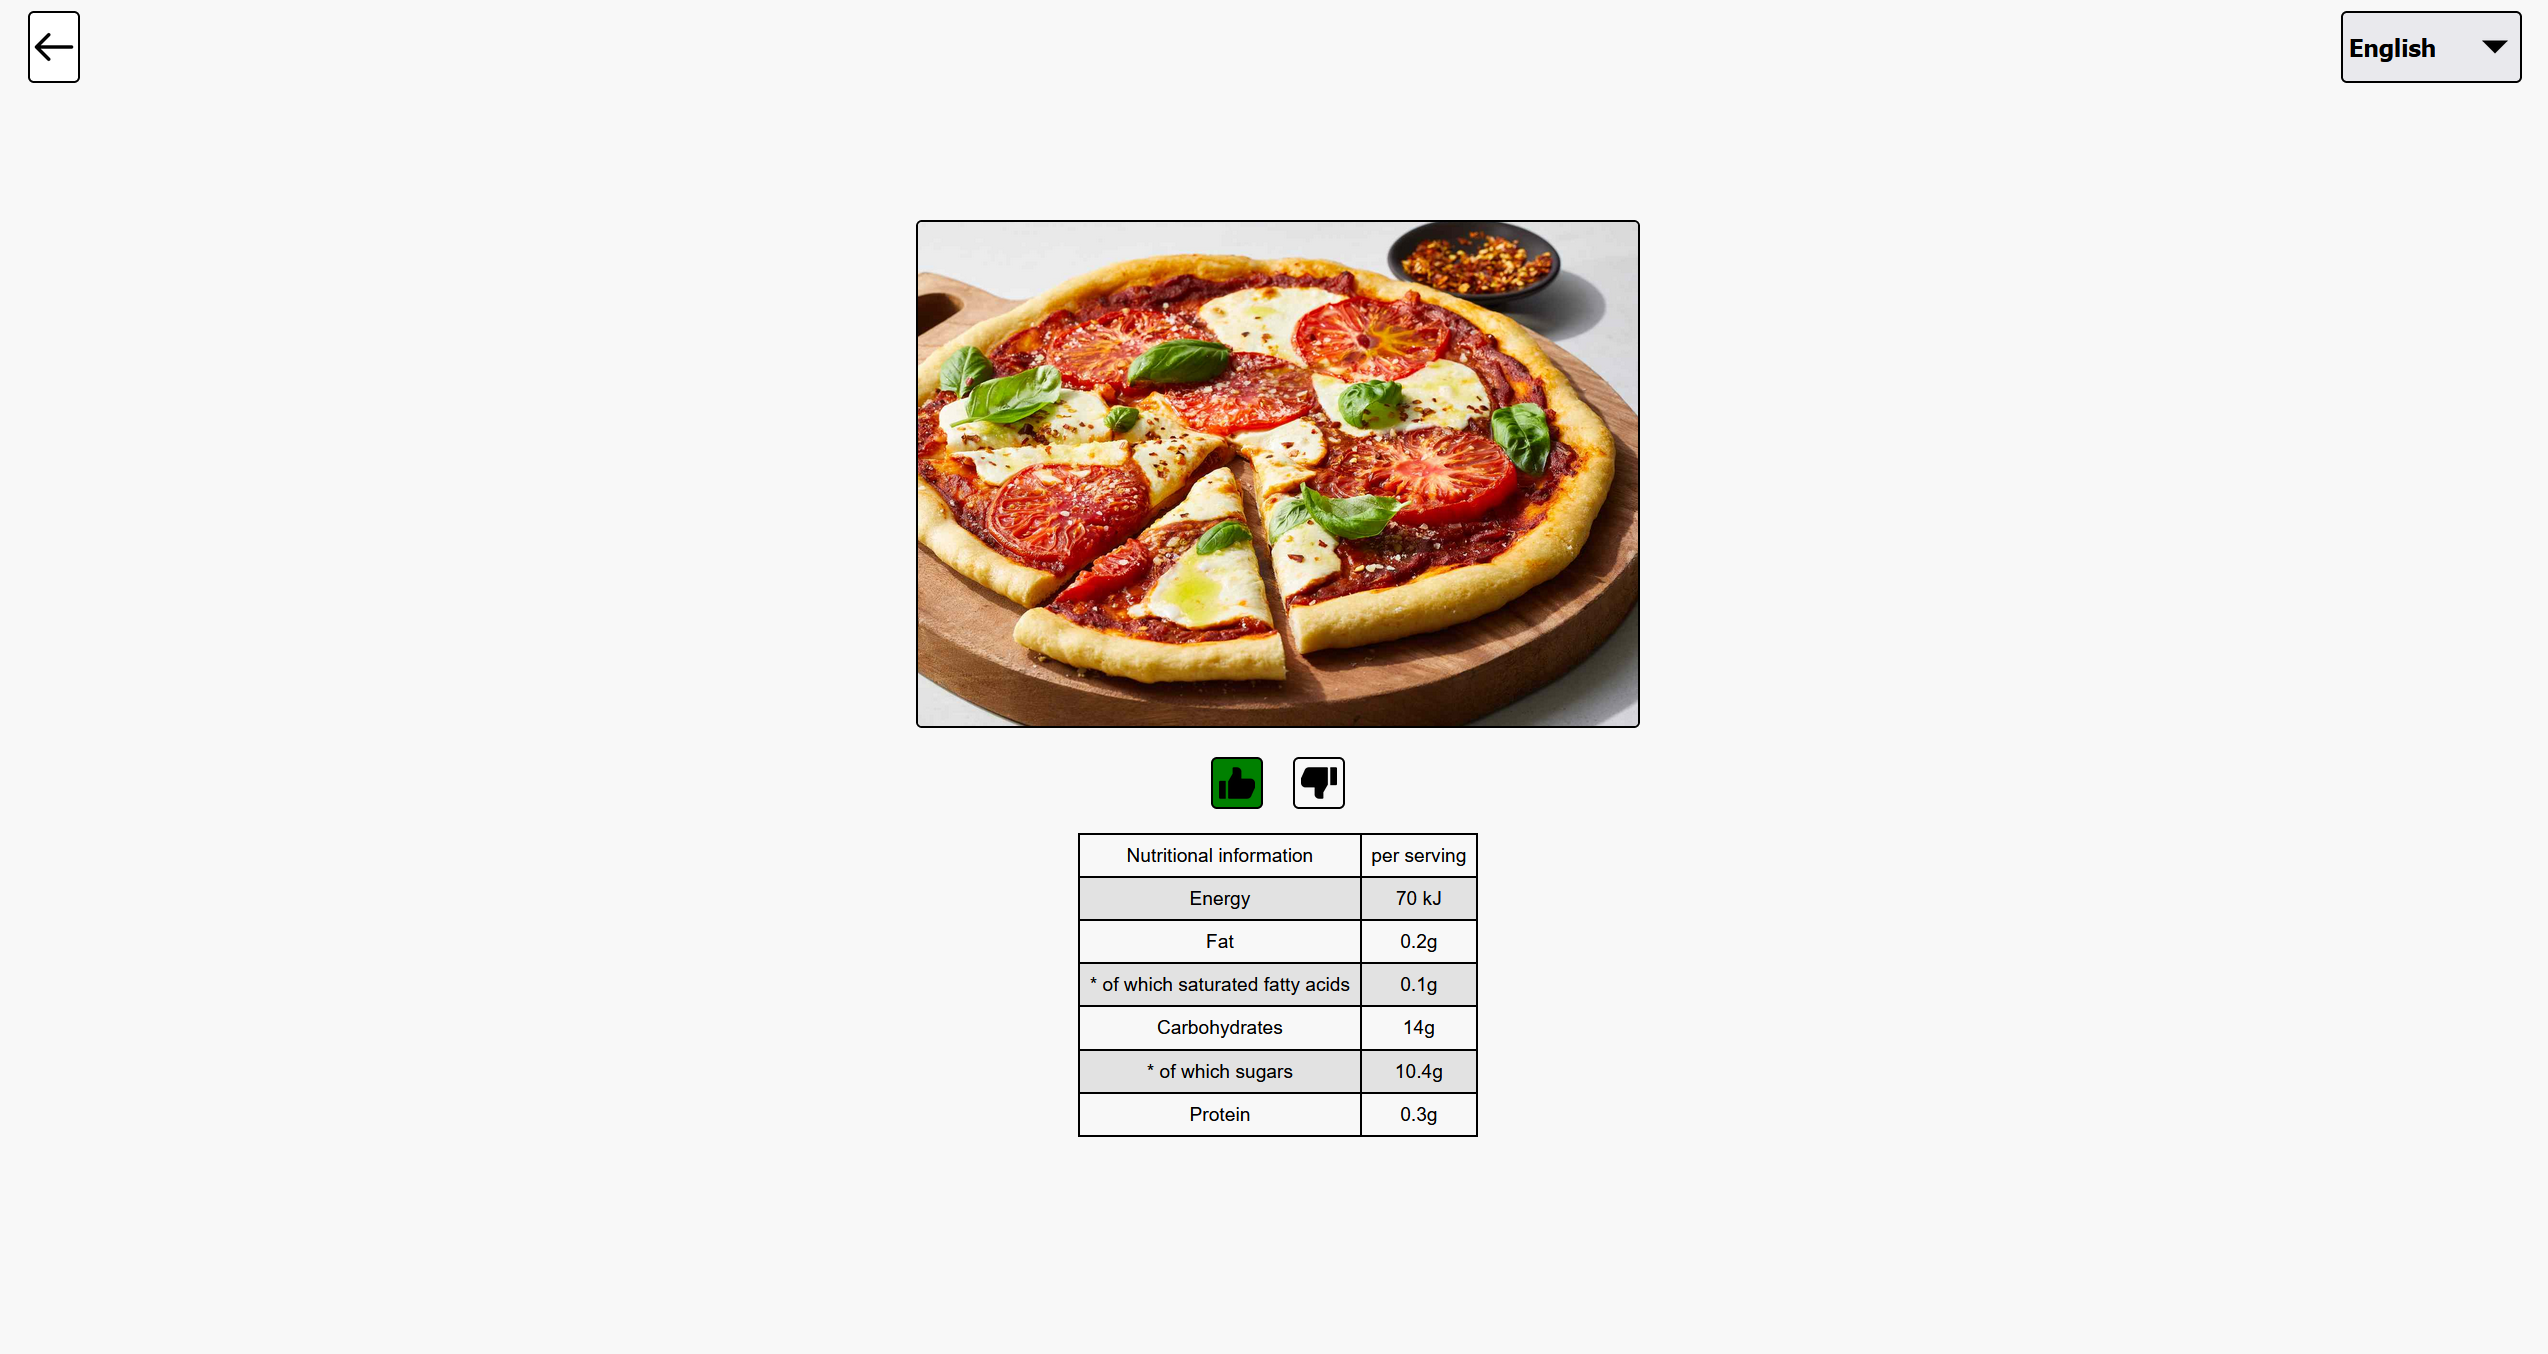 English
Nutritional information per serving
Energy 70 kJ
Fat 0.2g
* of which saturated fatty acids 0.1g
Carbohydrates 14g
* of which sugars 10.4g
Protein 0.3g